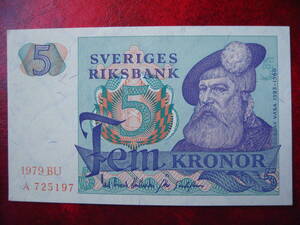 5
SVERIGES
RIKSBANK
5
GUSTAV VASA 1523-1560
Fem KRONOR
1979 BU
A 725197
5